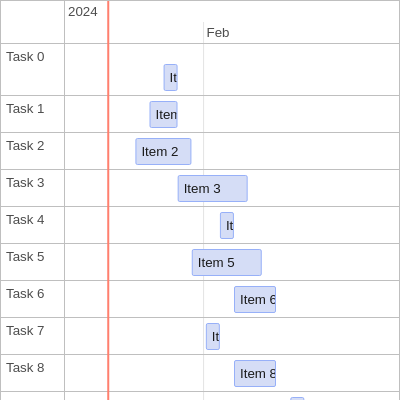 2024
Feb
Task 0
It
Task 1
Iten
Task 2
Item 2
Task 3
Item 3
Task 4
It
Task 5
Item 5
Task 6
Item 6
Task 7
It
Task 8
Item 8